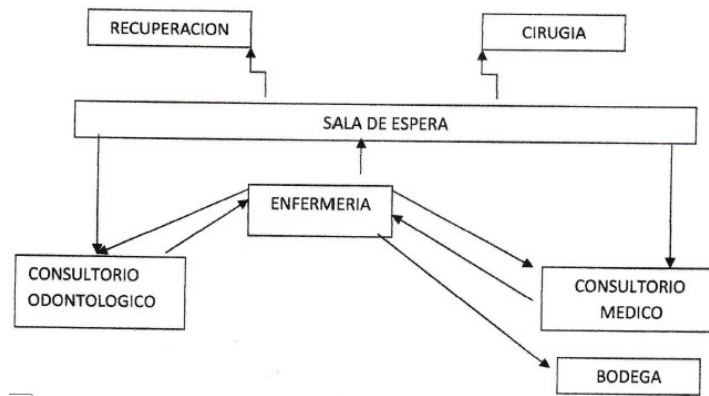 RECUPERACION
CIRUGIA
SALA DE ESPERA
ENFERMERIA
CONSULTORIO
ODONTOLOGICO
CONSULTORIO
MEDICO
BODEGA